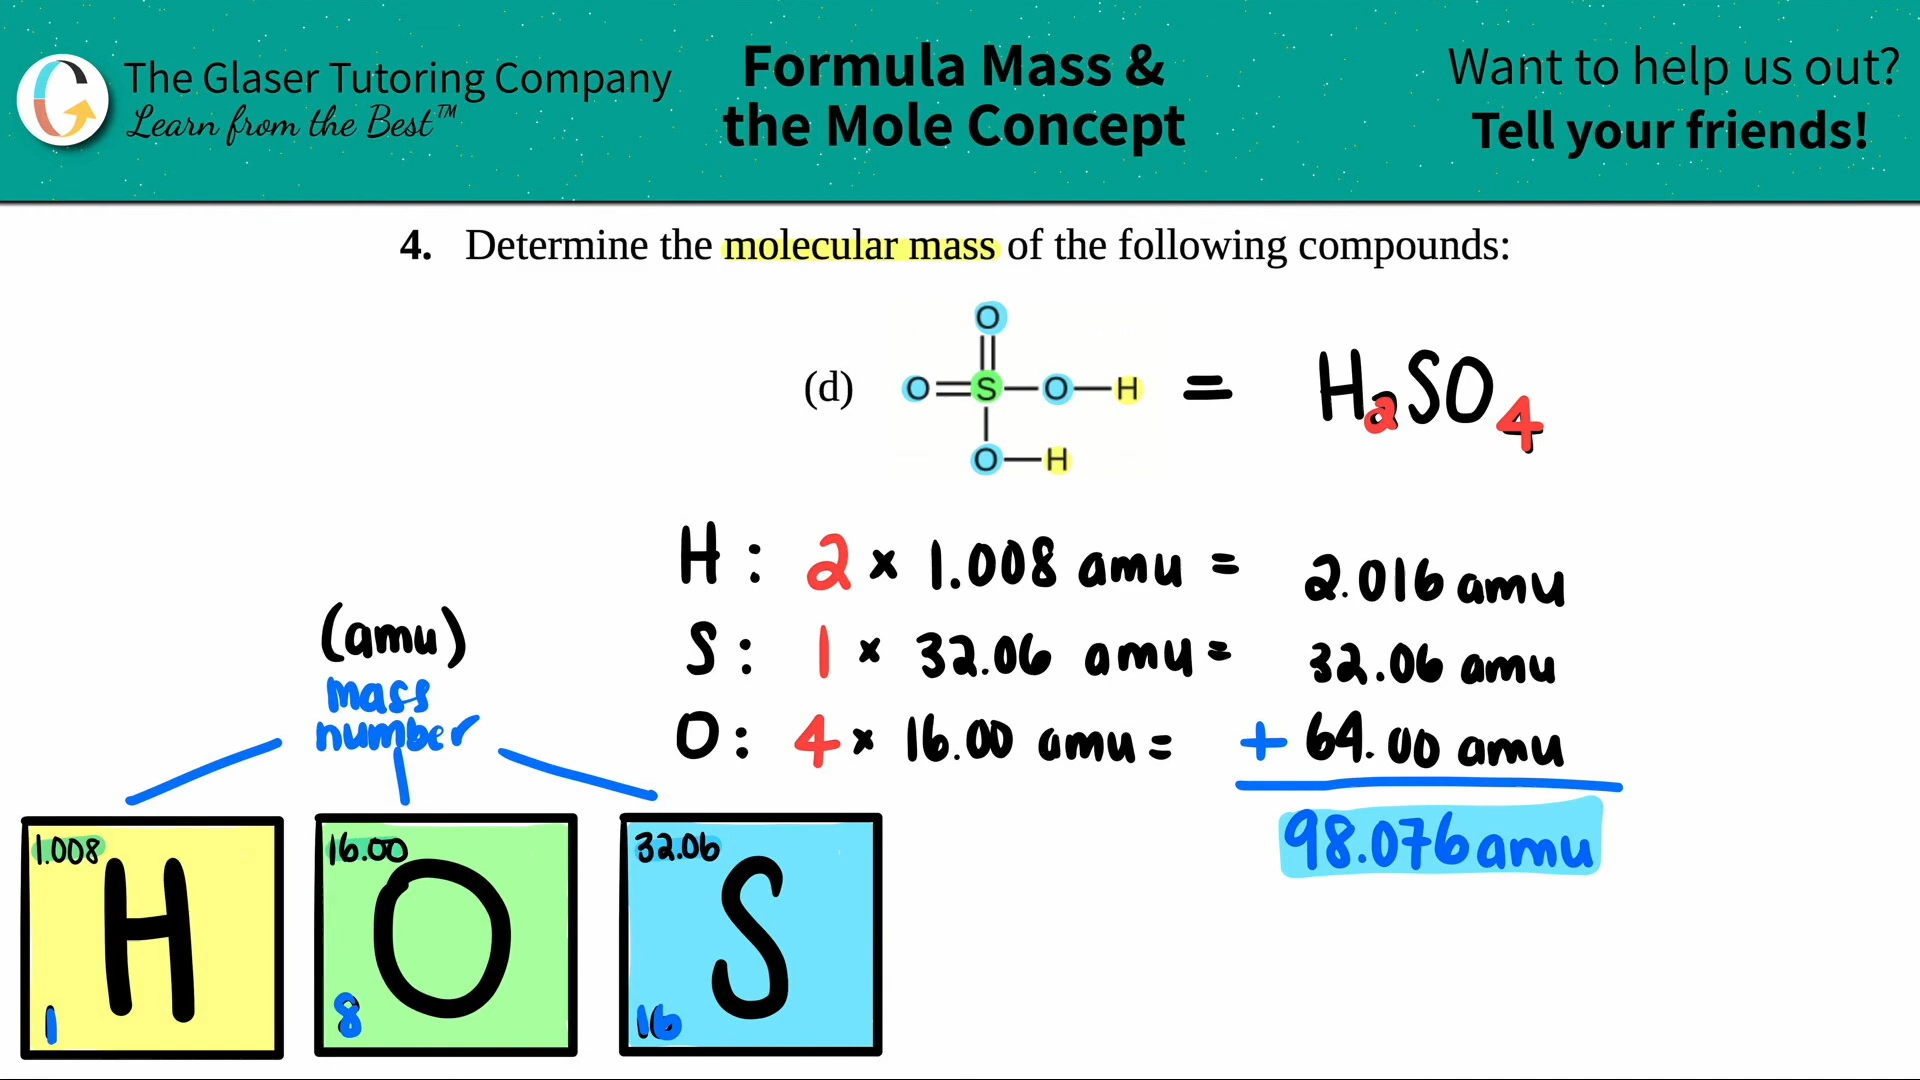 The Glaser Tutoring Company
Learn from the Best™
Formula Mass &
the Mole Concept
Want to help us out?
Tell your friends!
4. Determine the molecular mass of the following compounds:
O
(d) O=S—O—H = H₂SO₄
O—H
H: 2 × 1.008 amu = 2.016 amu
S: 1 × 32.06 amu = 32.06 amu
O: 4 × 16.00 amu = + 64.00 amu
98.076 amu
(amu)
mass
number
1.008
H
1
16.00
O
8
32.06
S
16